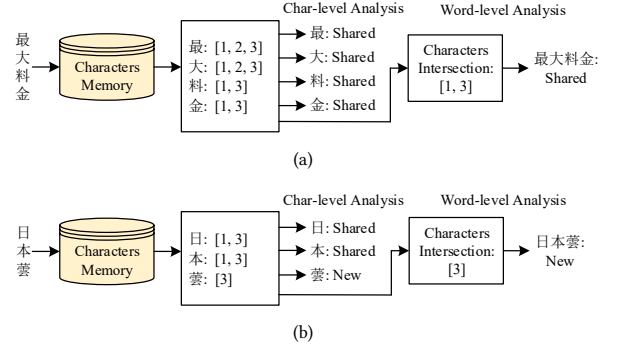 Char-level Analysis
Word-level Analysis
最大料金
Characters
Memory
最: [1, 2, 3]
大: [1, 2, 3]
料: [1, 3]
金: [1, 3]
最: Shared
大: Shared
料: Shared
金: Shared
Characters
Intersection:
[1, 3]
最大料金:
Shared
(a)
Char-level Analysis
Word-level Analysis
日本蕓
Characters
Memory
日: [1, 3]
本: [1, 3]
蕓: [3]
日: Shared
本: Shared
蕓: New
Characters
Intersection:
[3]
日本蕓:
New
(b)